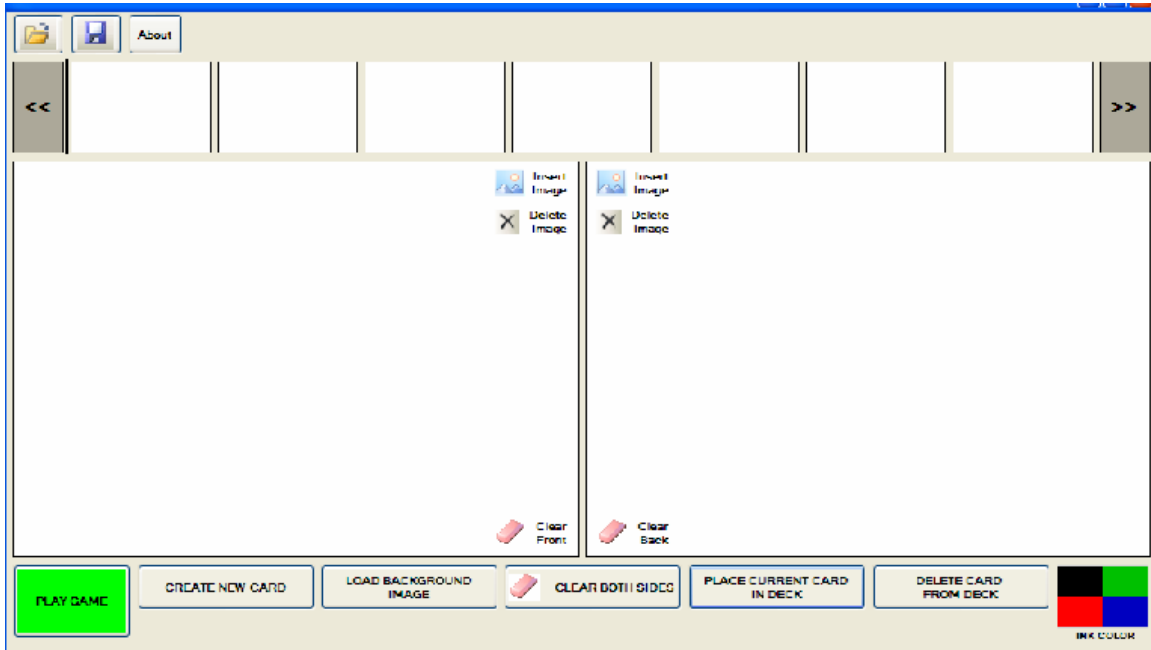 About
<< >>
Insert Insert
Image Image
Delete Delete
Image Image
Clear Clear
Front Back
PLAY GAME
CREATE NEW CARD
LOAD BACKGROUND
IMAGE
CLEAR BOTH SIDES
PLACE CURRENT CARD
IN DECK
DELETE CARD
FROM DECK
INK COLOR